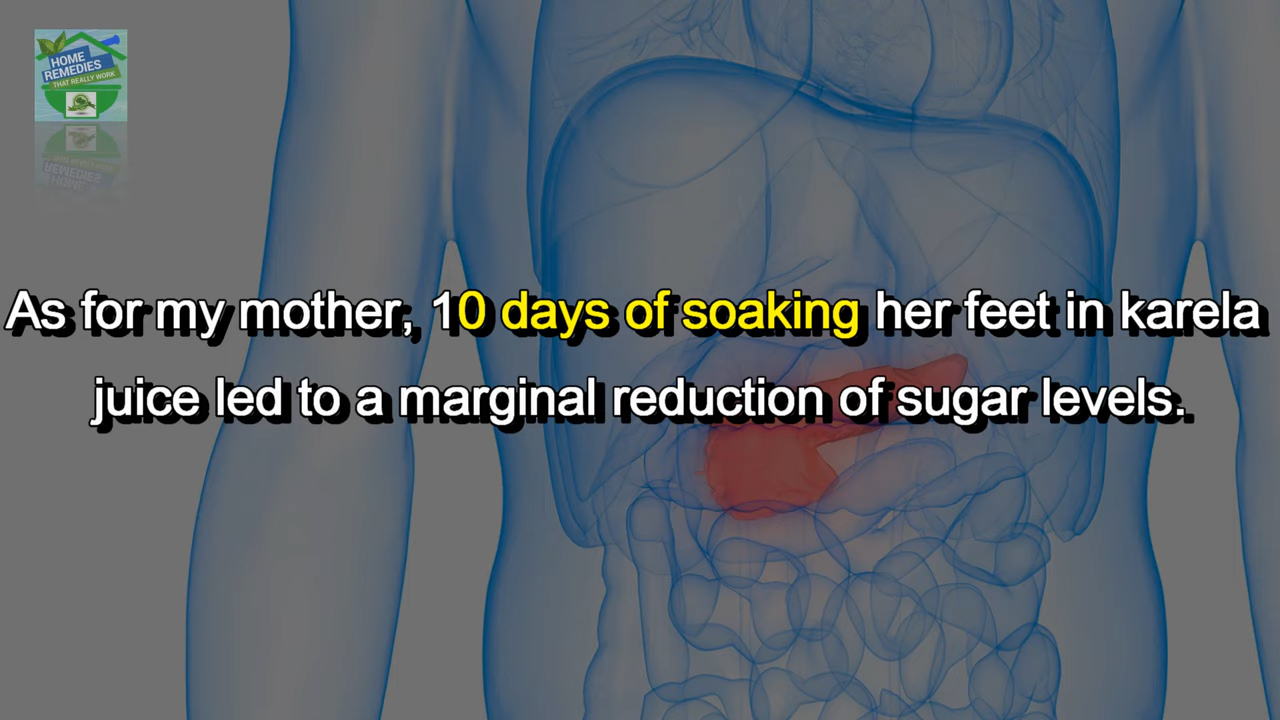 HOME
REMEDIES
THAT REALLY WORK
As for my mother, 10 days of soaking her feet in karela
juice led to a marginal reduction of sugar levels.